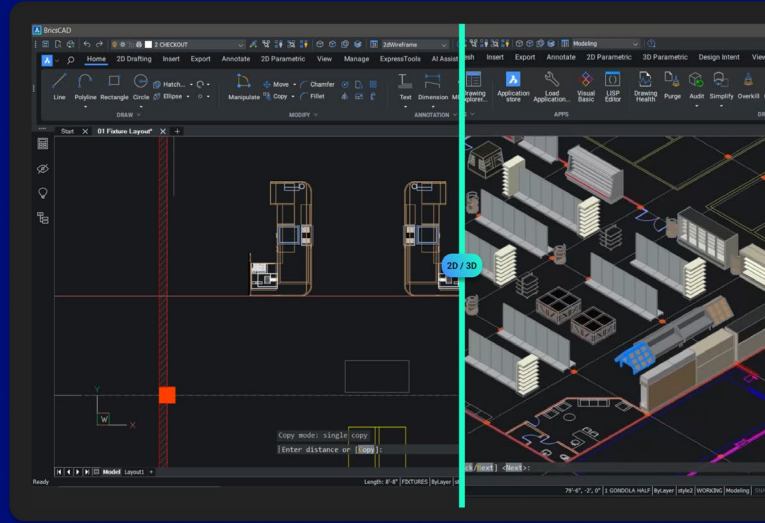 BricsCAD
2 CHECKOUT
2dWireframe
Modeling
Home 2D Drafting Insert Export Annotate 2D Parametric View Manage ExpressTools AI Assist
esh Insert Export Annotate 2D Parametric 3D Parametric Design Intent View
Line Polyline Rectangle Circle Hatch... Ellipse
Manipulate Move Copy Chamfer Fillet
Text Dimension
Drawing Explorer...
Application store
Load Application...
Visual Basic
LISP Editor
Drawing Health
Purge Audit Simplify Overkill
DRAW MODIFY ANNOTATION APPS
Start 01 Fixture Layout*
2D / 3D
Y
W X
Copy mode: single copy
Enter distance or [Copy]:
ck/Next] <Next>:
Model Layout1 +
Ready
Length: 8'-8" FIXTURES ByLayer
79'-6", -2', 0" 1 GONDOLA HALF ByLayer style2 WORKING Modeling